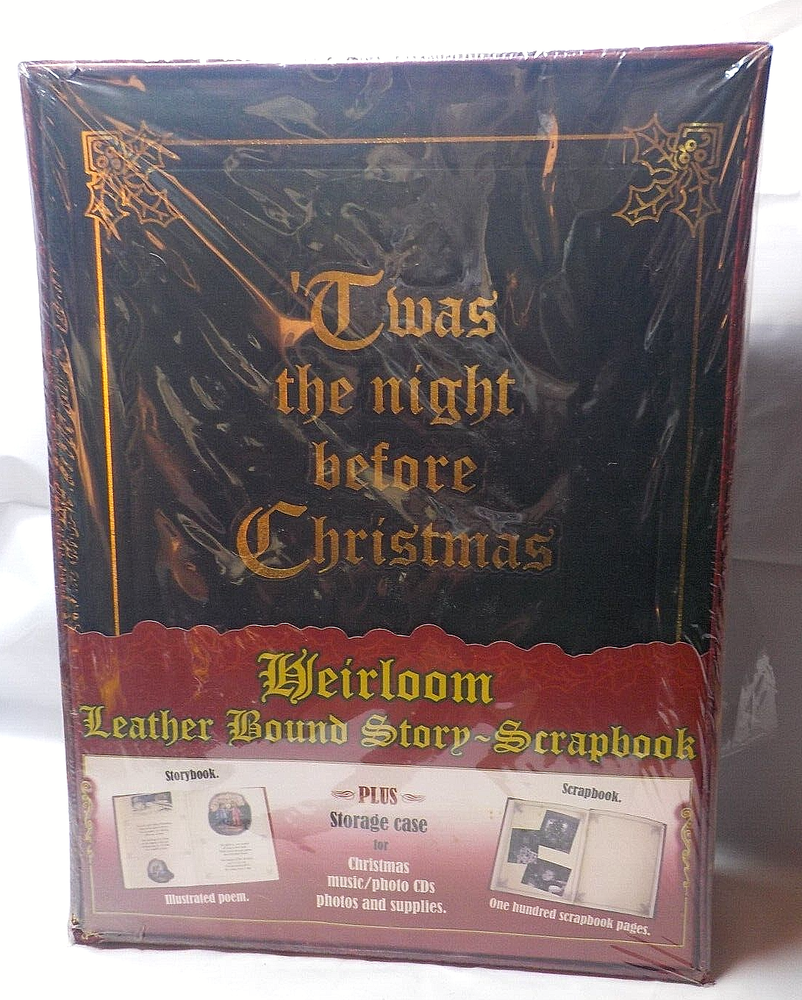 'Twas
the night
before
Christmas
Heirloom
Leather Bound Story~Scrapbook
Storybook.
Illustrated poem.
PLUS
Storage case
for
Christmas
music/photo CDs
photos and supplies.
Scrapbook.
One hundred scrapbook pages.